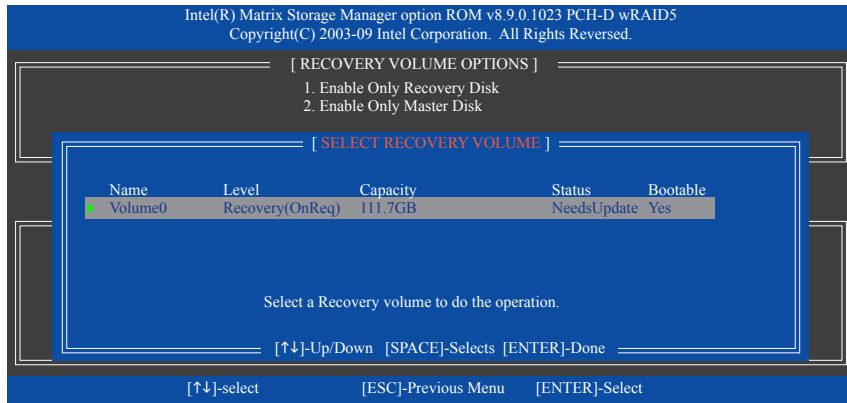 Intel(R) Matrix Storage Manager option ROM v8.9.0.1023 PCH-D wRAID5
Copyright(C) 2003-09 Intel Corporation. All Rights Reversed.
[ RECOVERY VOLUME OPTIONS ]
1. Enable Only Recovery Disk
2. Enable Only Master Disk
[ SELECT RECOVERY VOLUME ]
Name Level Capacity Status Bootable
Volume0 Recovery(OnReq) 111.7GB NeedsUpdate Yes
Select a Recovery volume to do the operation.
[↑↓]-Up/Down [SPACE]-Selects [ENTER]-Done
[↑↓]-select [ESC]-Previous Menu [ENTER]-Select